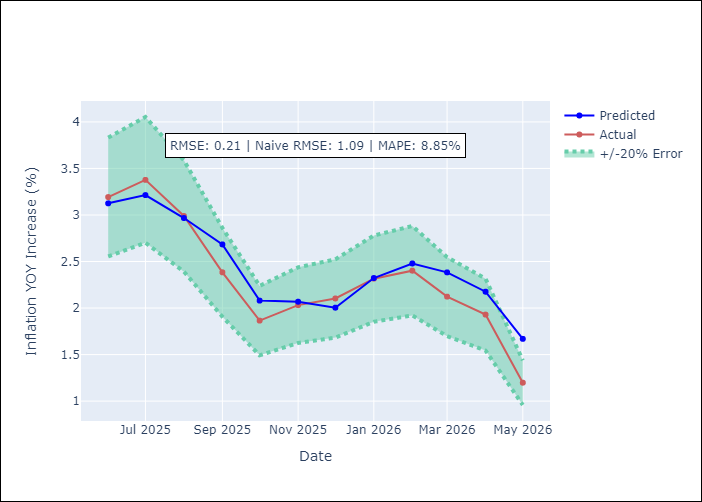 RMSE: 0.21 | Naive RMSE: 1.09 | MAPE: 8.85%
Predicted
Actual
+/-20% Error
Inflation YOY Increase (%)
4
3.5
3
2.5
2
1.5
1
Jul 2025
Sep 2025
Nov 2025
Jan 2026
Mar 2026
May 2026
Date